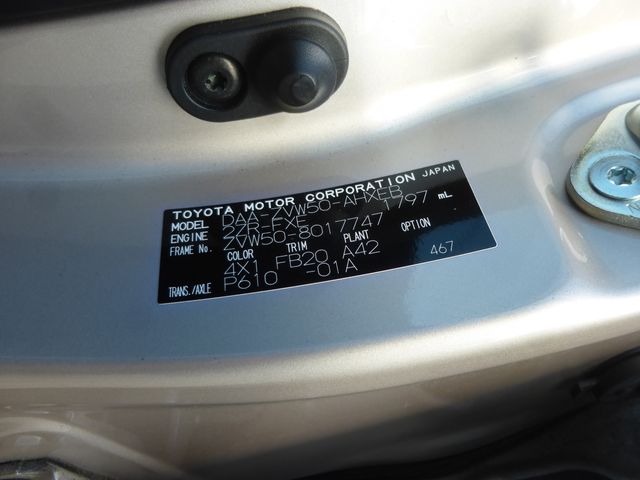 TOYOTA MOTOR CORPORATION JAPAN
MODEL DAA-ZVW50-AHXEB
ENGINE 2ZR-FXE 1797 mL
FRAME No. ZVW50-8017747
COLOR TRIM PLANT OPTION
4X1 FB20 A42 467
TRANS./AXLE P610 -01A